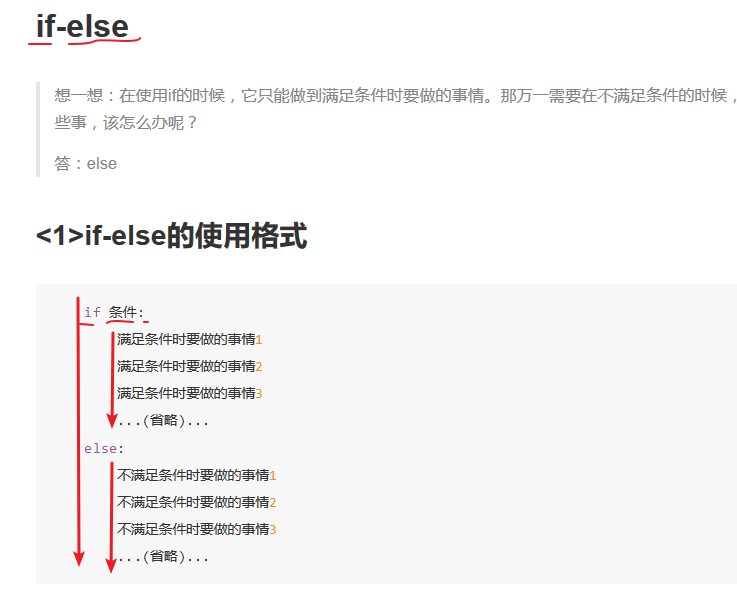 if-else
想一想：在使用if的时候，它只能做到满足条件时要做的事情。那万一需要在不满足条件的时候，
些事，该怎么办呢？
答：else
<1>if-else的使用格式
if 条件:
满足条件时要做的事情1
满足条件时要做的事情2
满足条件时要做的事情3
...(省略)...
else:
不满足条件时要做的事情1
不满足条件时要做的事情2
不满足条件时要做的事情3
...(省略)...